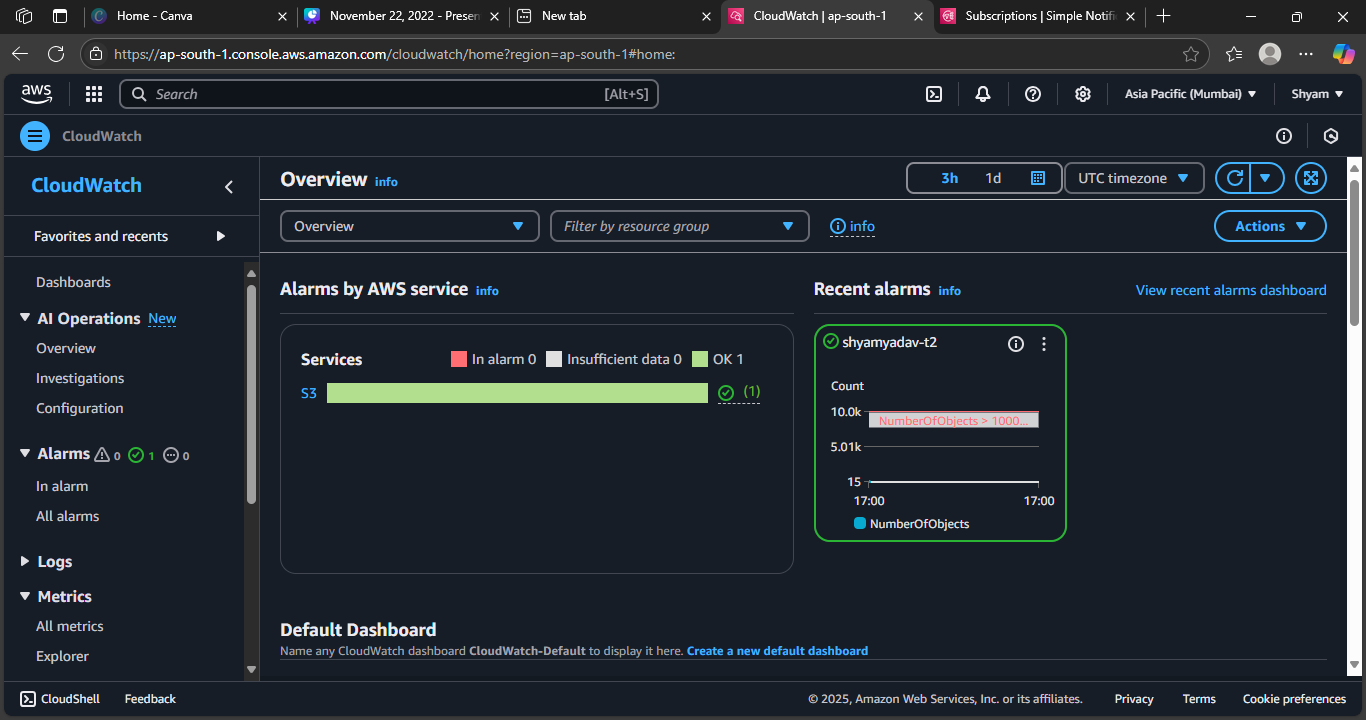 Home - Canva
November 22, 2022 - Presen
New tab
CloudWatch | ap-south-1
Subscriptions | Simple Notifi
https://ap-south-1.console.aws.amazon.com/cloudwatch/home?region=ap-south-1#home:
aws
Search
[Alt+S]
Asia Pacific (Mumbai)
Shyam
CloudWatch
CloudWatch
Favorites and recents
Dashboards
AI Operations New
Overview
Investigations
Configuration
Alarms 0 1 0
In alarm
All alarms
Logs
Metrics
All metrics
Explorer
Overview info
3h 1d
UTC timezone
Overview
Filter by resource group
info
Actions
Alarms by AWS service info
Services
In alarm 0 Insufficient data 0 OK 1
S3 (1)
Recent alarms info
View recent alarms dashboard
shyamyadav-t2
Count
10.0k
NumberOfObjects > 1000...
5.01k
15
17:00 17:00
NumberOfObjects
Default Dashboard
Name any CloudWatch dashboard CloudWatch-Default to display it here. Create a new default dashboard
CloudShell Feedback
© 2025, Amazon Web Services, Inc. or its affiliates. Privacy Terms Cookie preferences